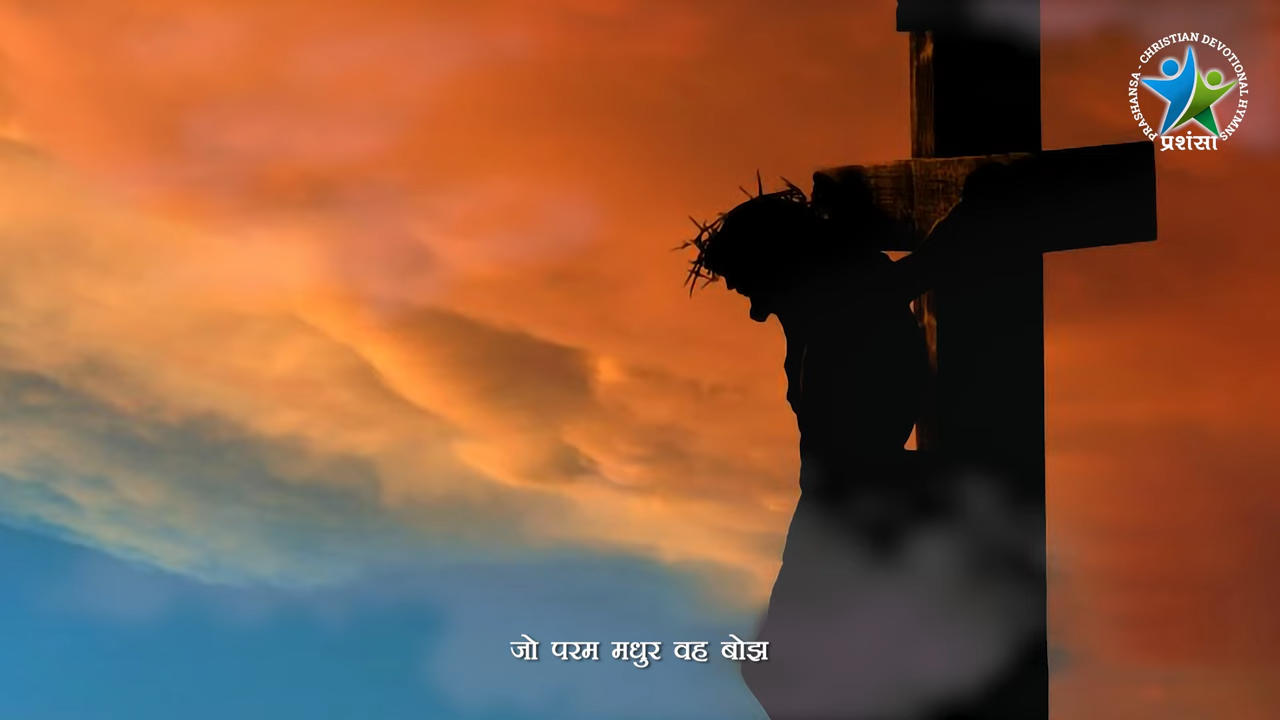 PRASHANSA - CHRISTIAN DEVOTIONAL HYMNS
प्रशंसा
जो परम मधुर वह बोझ